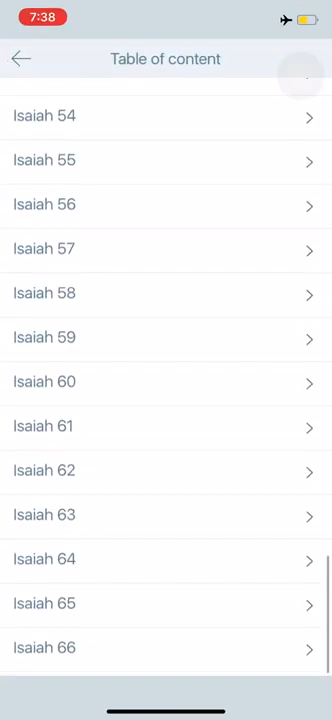 7:38
Table of content
Isaiah 54
Isaiah 55
Isaiah 56
Isaiah 57
Isaiah 58
Isaiah 59
Isaiah 60
Isaiah 61
Isaiah 62
Isaiah 63
Isaiah 64
Isaiah 65
Isaiah 66